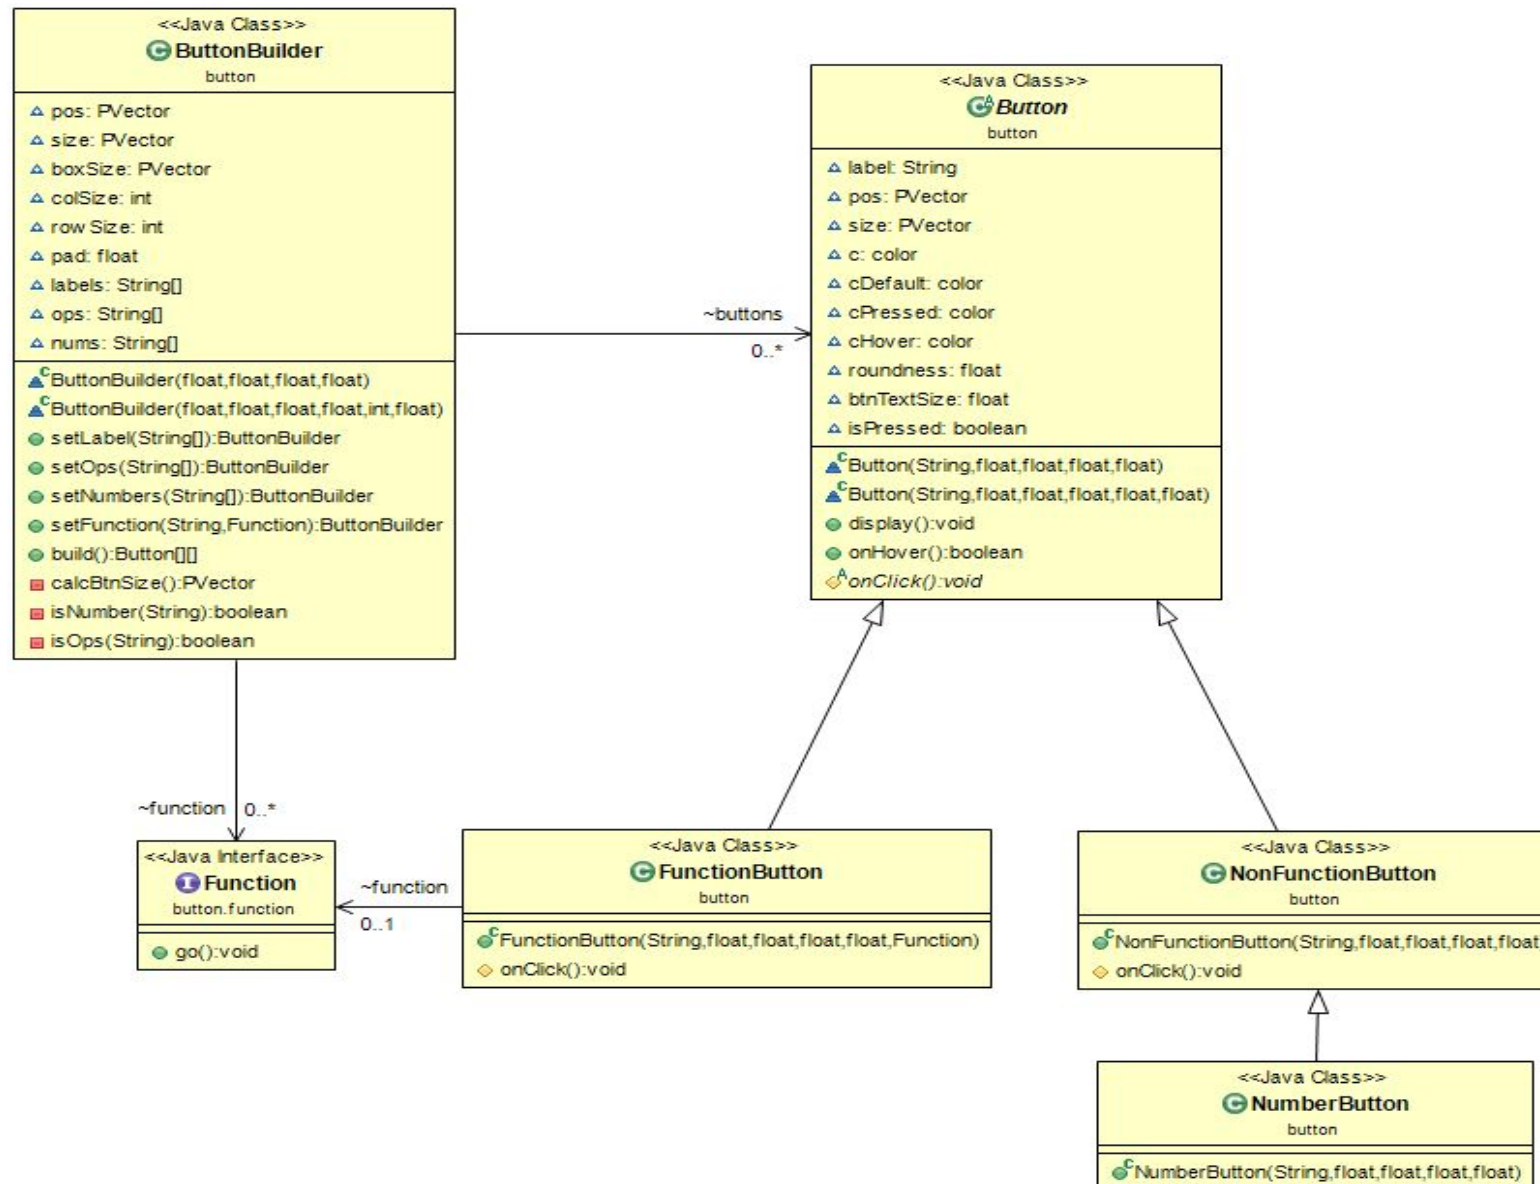 <<Java Class>>
ButtonBuilder
button
pos: PVector
size: PVector
boxSize: PVector
colSize: int
rowSize: int
pad: float
labels: String[]
ops: String[]
nums: String[]
ButtonBuilder(float,float,float,float)
ButtonBuilder(float,float,float,float,int,float)
setLabel(String[]):ButtonBuilder
setOps(String[]):ButtonBuilder
setNumbers(String[]):ButtonBuilder
setFunction(String,Function):ButtonBuilder
build():Button[][]
calcBtnSize():PVector
isNumber(String):boolean
isOps(String):boolean
~buttons
0..*
<<Java Class>>
Button
button
label: String
pos: PVector
size: PVector
c: color
cDefault: color
cPressed: color
cHover: color
roundness: float
btnTextSize: float
isPressed: boolean
Button(String,float,float,float,float)
Button(String,float,float,float,float,float)
display():void
onHover():boolean
onClick():void
~function 0..*
<<Java Interface>>
Function
button.function
go():void
~function
0..1
<<Java Class>>
FunctionButton
button
FunctionButton(String,float,float,float,float,Function)
onClick():void
<<Java Class>>
NonFunctionButton
button
NonFunctionButton(String,float,float,float,float
onClick():void
<<Java Class>>
NumberButton
button
NumberButton(String,float,float,float,float)